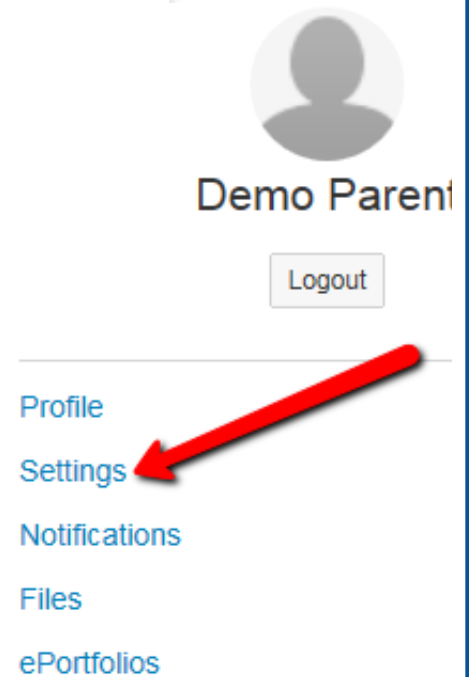 Demo Parent
Logout
Profile
Settings
Notifications
Files
ePortfolios